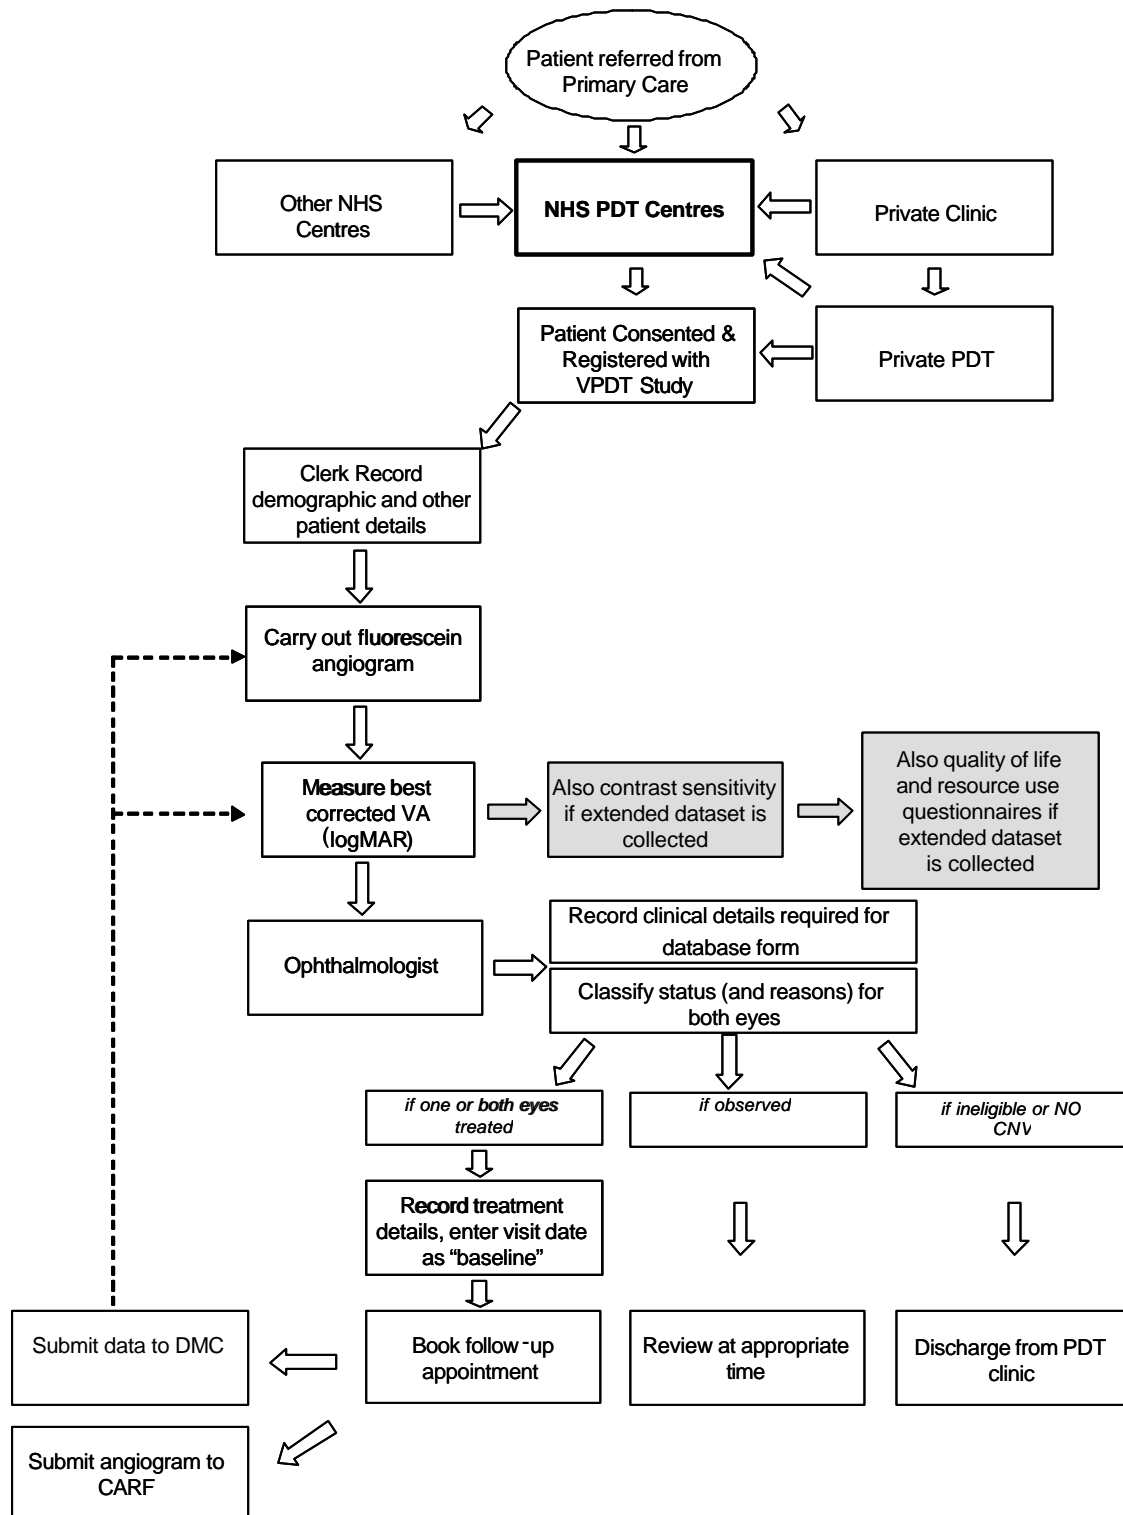 Patient referred from
Primary Care
Other NHS
Centres
NHS PDT Centres
Private Clinic
Patient Consented &
Registered with
VPDT Study
Private PDT
Clerk Record
demographic and other
patient details
Carry out fluorescein
angiogram
Measure best
corrected VA
(logMAR)
Also contrast sensitivity
if extended dataset is
collected
Also quality of life
and resource use
questionnaires if
extended dataset
is collected
Ophthalmologist
Record clinical details required for
database form
Classify status (and reasons) for
both eyes
if one or both eyes
treated
if observed
if ineligible or NO
CNV
Record treatment
details, enter visit date
as “baseline”
Submit data to DMC
Book follow-up
appointment
Review at appropriate
time
Discharge from PDT
clinic
Submit angiogram to
CARF